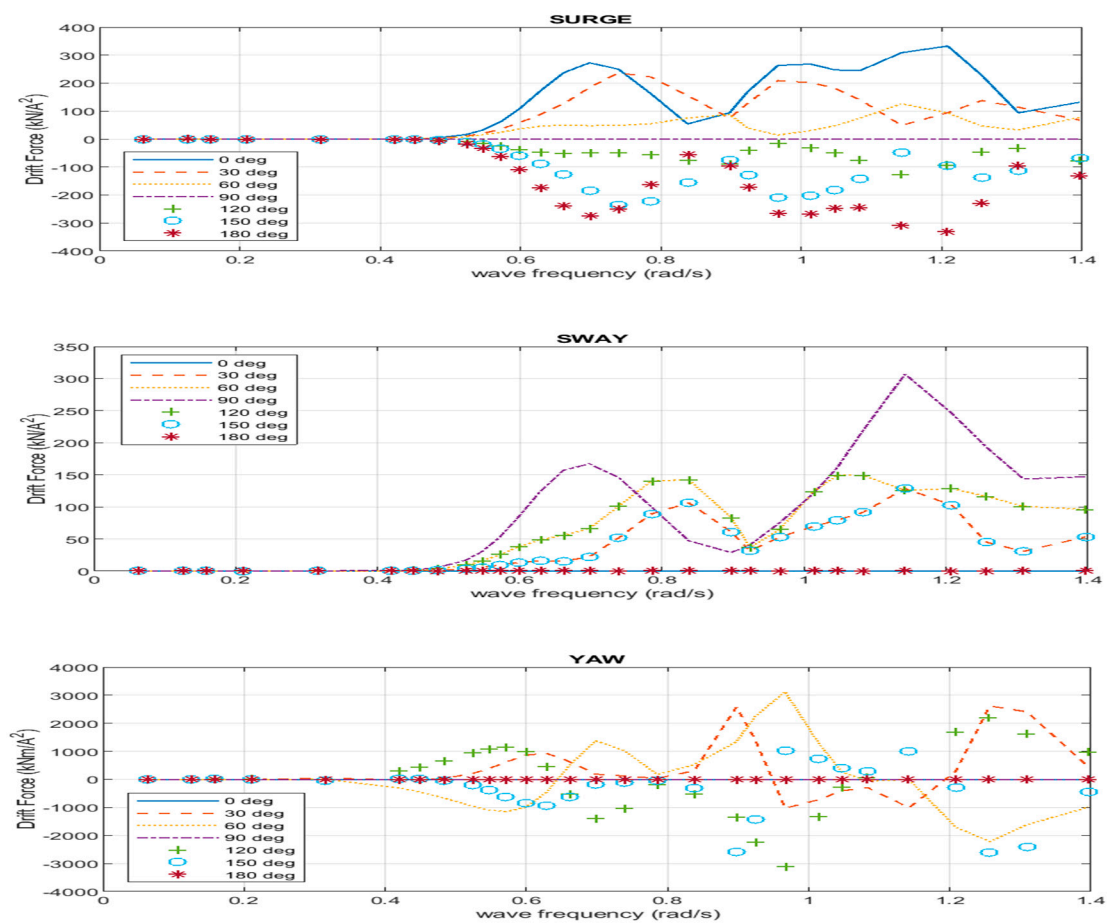 SURGE
400
300
200
100
0
-100
-200
-300
-400
Drift Force (kN/A²)
0 deg
30 deg
60 deg
90 deg
120 deg
150 deg
180 deg
0 0.2 0.4 0.6 0.8 1 1.2 1.4
wave frequency (rad/s)
SWAY
350
300
250
200
150
100
50
0
Drift Force (kN/A²)
0 deg
30 deg
60 deg
90 deg
120 deg
150 deg
180 deg
0 0.2 0.4 0.6 0.8 1 1.2 1.4
wave frequency (rad/s)
YAW
4000
3000
2000
1000
0
-1000
-2000
-3000
-4000
Drift Force (kNm/A²)
0 deg
30 deg
60 deg
90 deg
120 deg
150 deg
180 deg
0 0.2 0.4 0.6 0.8 1 1.2 1.4
wave frequency (rad/s)